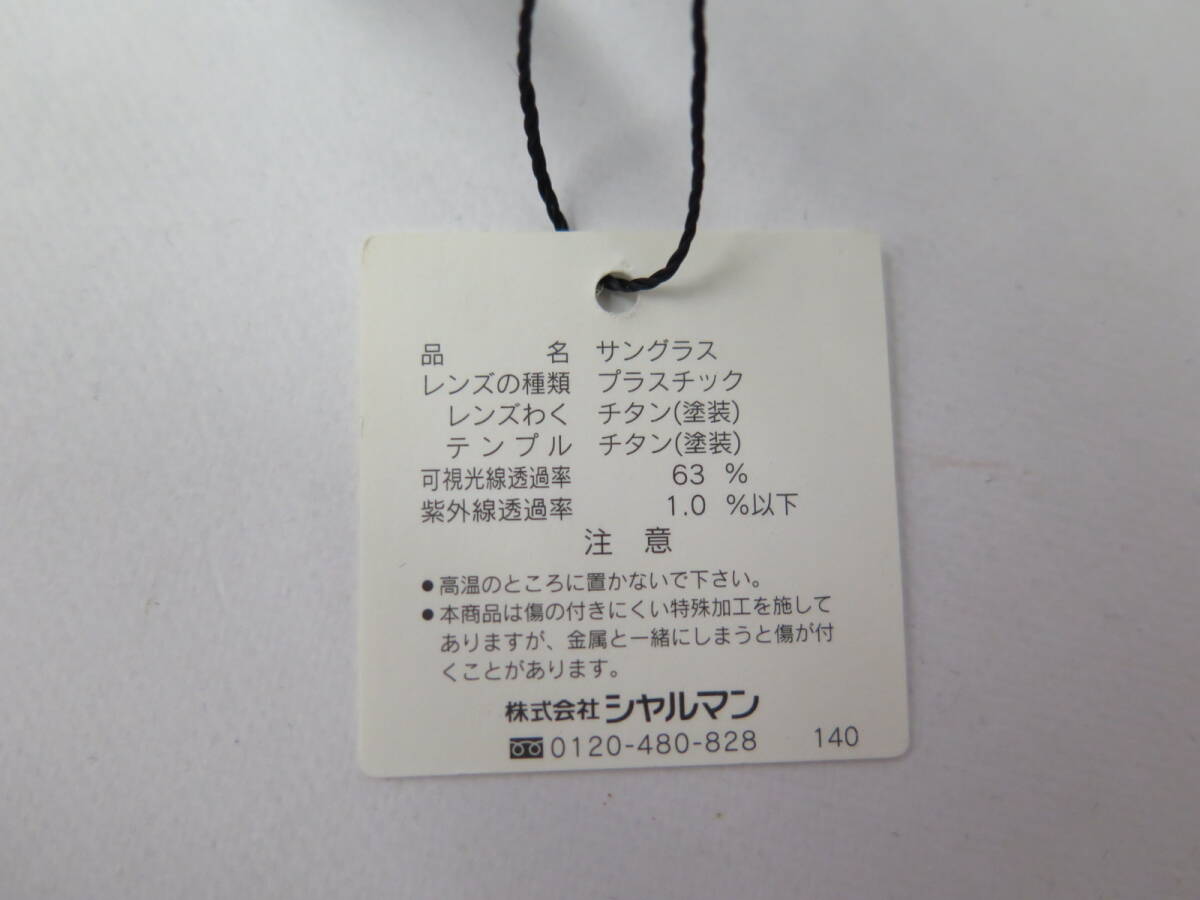 品名 サングラス
レンズの種類 プラスチック
レンズわく チタン(塗装)
テンプル チタン(塗装)
可視光線透過率 63 %
紫外線透過率 1.0 %以下
注意
●高温のところに置かないで下さい。
●本商品は傷の付きにくい特殊加工を施して
ありますが、金属と一緒にしまうと傷が付
くことがあります。
株式会社シャルマン
0120-480-828 140